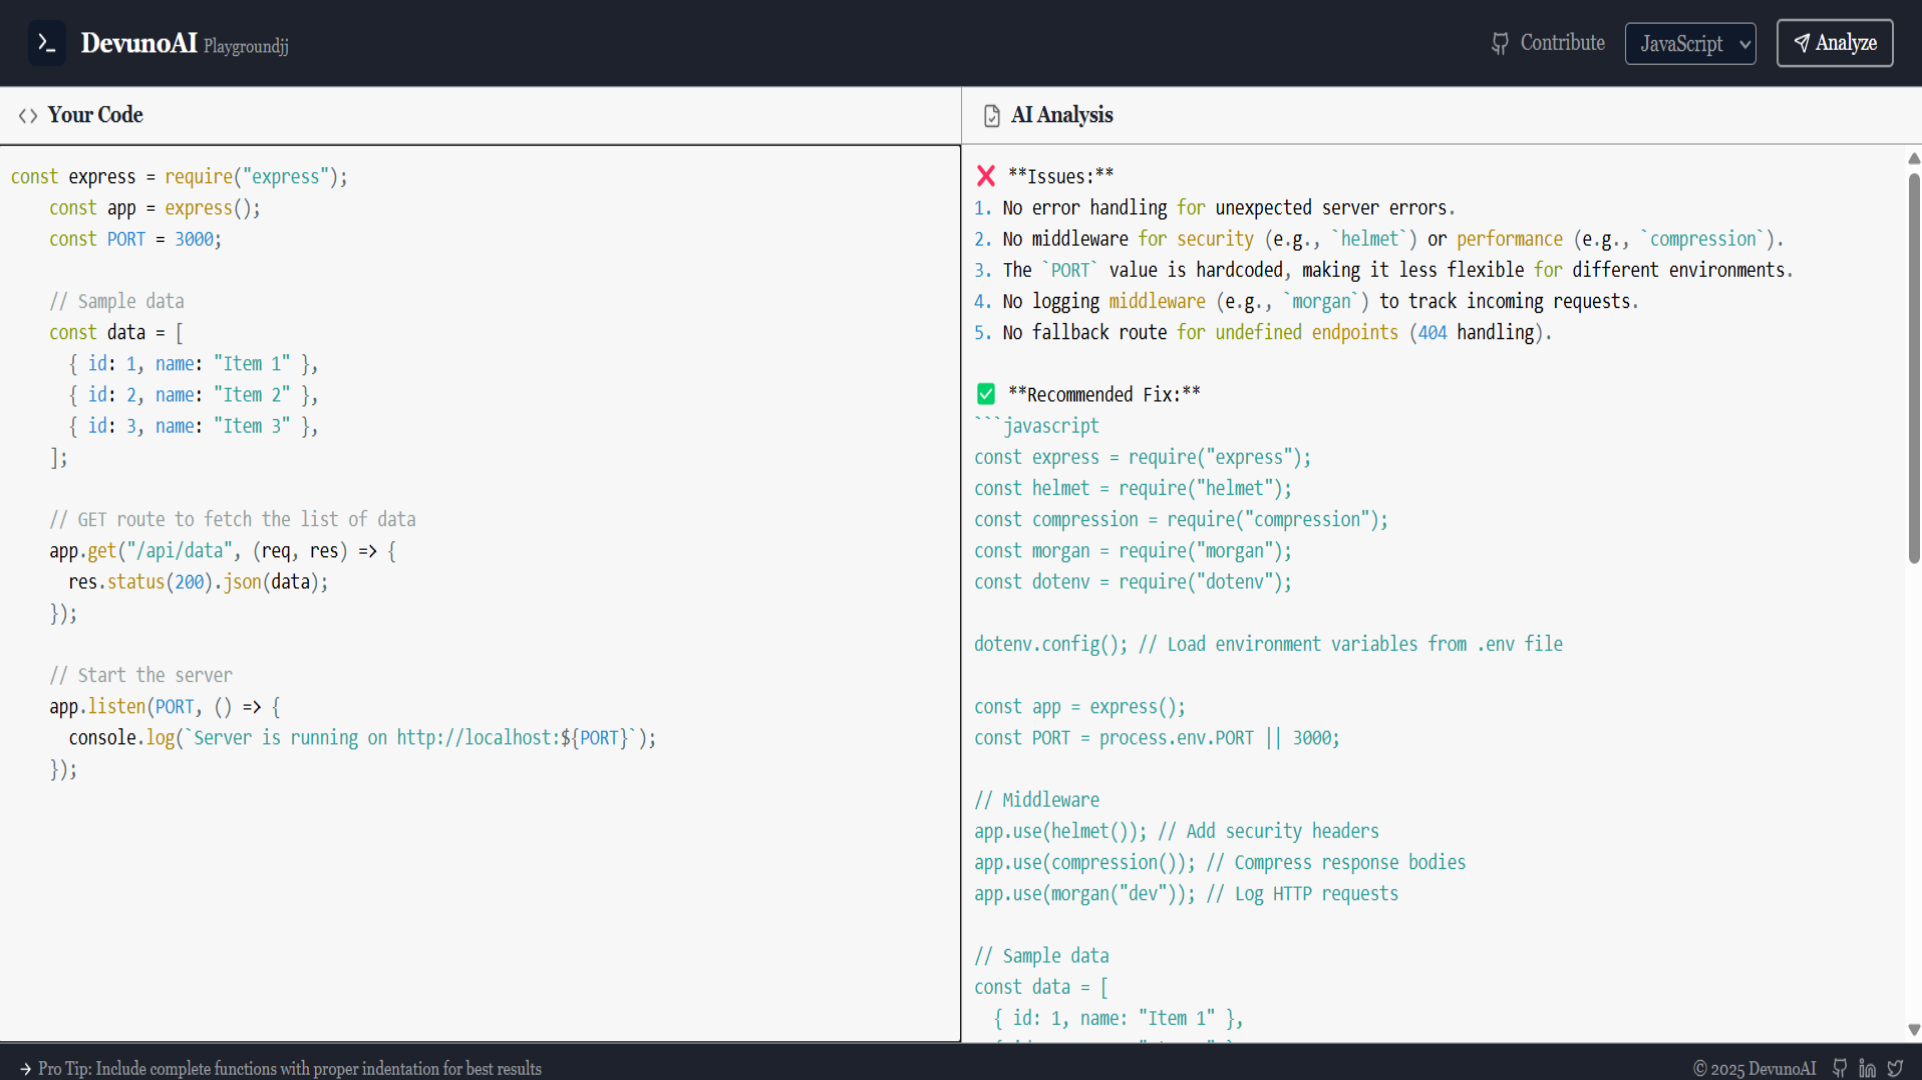 DevunoAI Playgroundjj
Contribute
JavaScript
Analyze
Your Code
const express = require("express");
    const app = express();
    const PORT = 3000;
    // Sample data
    const data = [
      { id: 1, name: "Item 1" },
      { id: 2, name: "Item 2" },
      { id: 3, name: "Item 3" },
    ];
    // GET route to fetch the list of data
    app.get("/api/data", (req, res) => {
      res.status(200).json(data);
    });
    // Start the server
    app.listen(PORT, () => {
      console.log(`Server is running on http://localhost:${PORT}`);
    });
AI Analysis
❌ **Issues:**
1. No error handling for unexpected server errors.
2. No middleware for security (e.g., `helmet`) or performance (e.g., `compression`).
3. The `PORT` value is hardcoded, making it less flexible for different environments.
4. No logging middleware (e.g., `morgan`) to track incoming requests.
5. No fallback route for undefined endpoints (404 handling).
✅ **Recommended Fix:**
```javascript
const express = require("express");
const helmet = require("helmet");
const compression = require("compression");
const morgan = require("morgan");
const dotenv = require("dotenv");
dotenv.config(); // Load environment variables from .env file
const app = express();
const PORT = process.env.PORT || 3000;
// Middleware
app.use(helmet()); // Add security headers
app.use(compression()); // Compress response bodies
app.use(morgan("dev")); // Log HTTP requests
// Sample data
const data = [
  { id: 1, name: "Item 1" },
→ Pro Tip: Include complete functions with proper indentation for best results
© 2025 DevunoAI